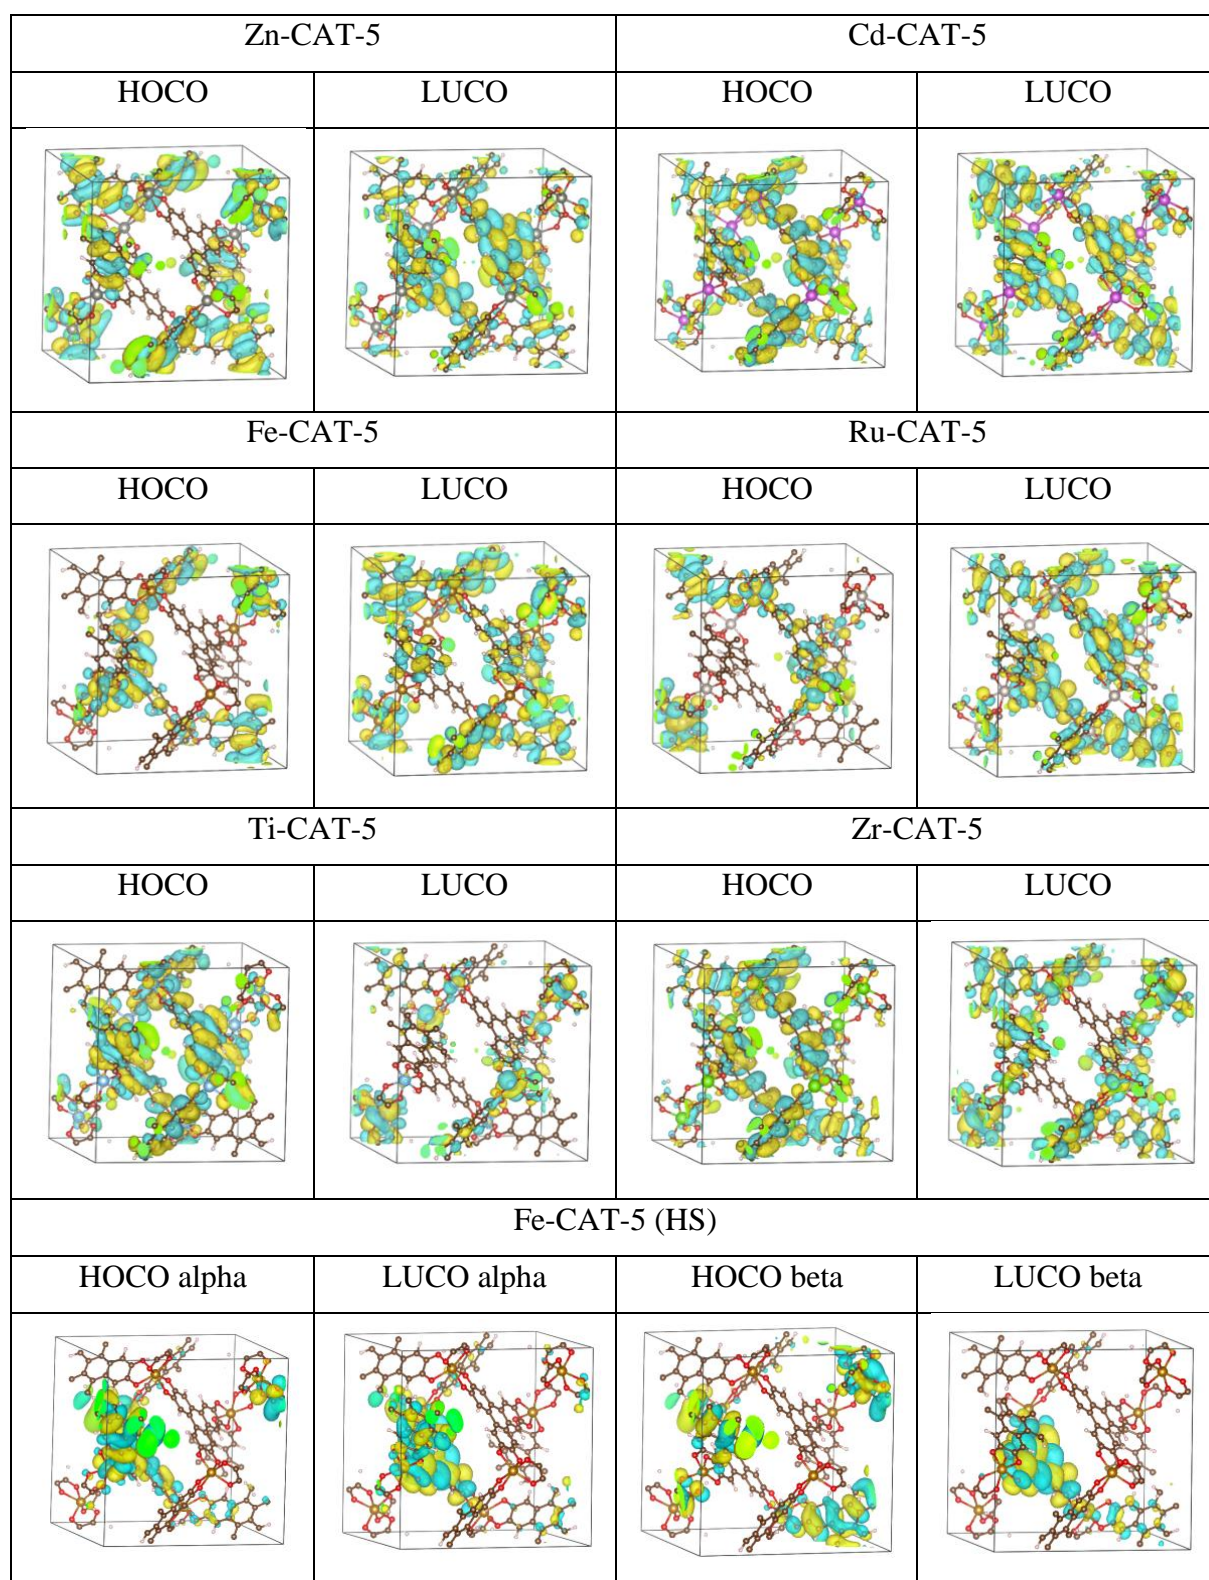 Zn-CAT-5 Cd-CAT-5
HOCO LUCO HOCO LUCO
Fe-CAT-5 Ru-CAT-5
HOCO LUCO HOCO LUCO
Ti-CAT-5 Zr-CAT-5
HOCO LUCO HOCO LUCO
Fe-CAT-5 (HS)
HOCO alpha LUCO alpha HOCO beta LUCO beta